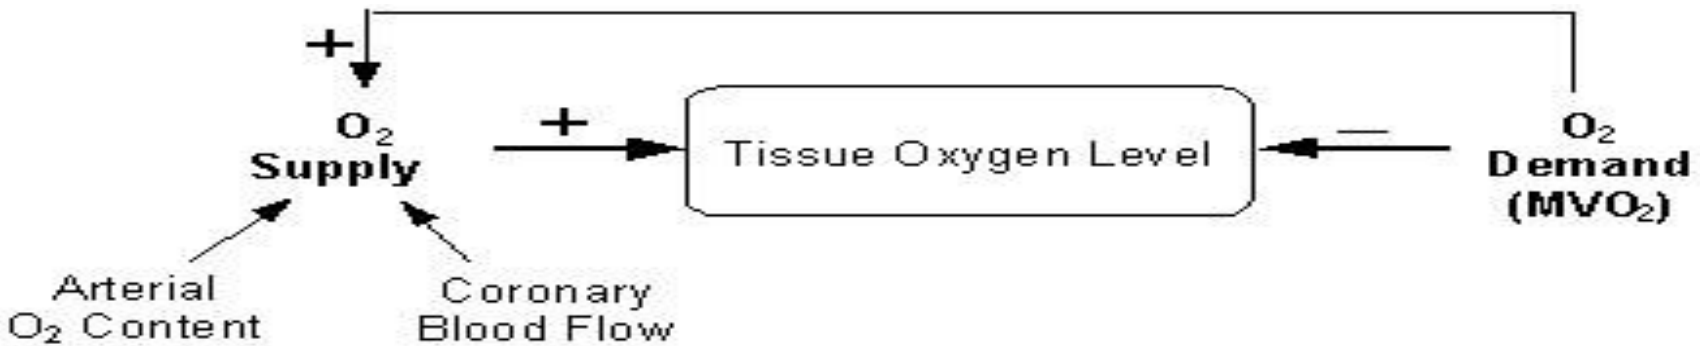 +
O₂
Supply
+
Tissue Oxygen Level
—
O₂
Demand
(MVO₂)
Arterial
O₂ Content
Coronary
Blood Flow